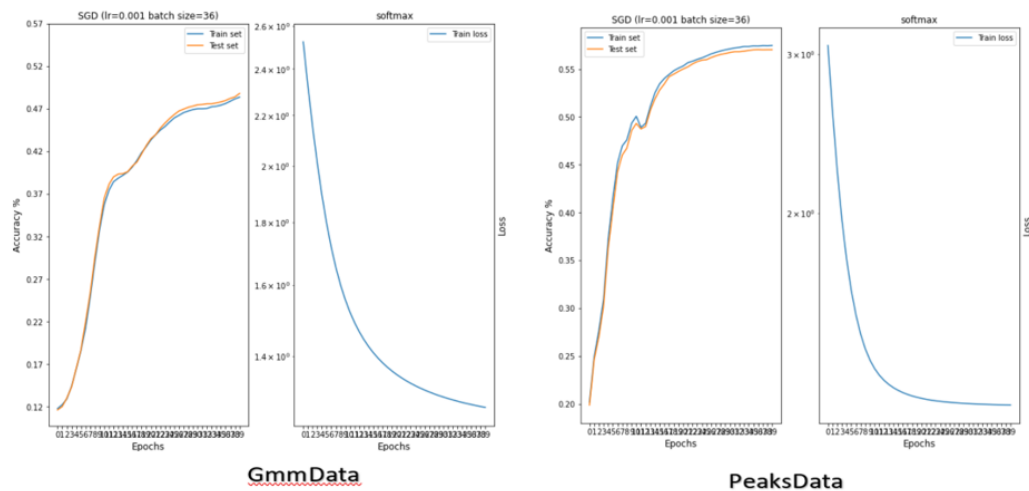 SGD (lr=0.001 batch size=36)
Train set
Test set
0.57
0.52
0.47
0.42
0.37
0.32
0.27
0.22
0.17
0.12
Accuracy %
Epochs
softmax
Train loss
2.6 × 10⁰
2.4 × 10⁰
2.2 × 10⁰
2 × 10⁰
1.8 × 10⁰
1.6 × 10⁰
1.4 × 10⁰
Loss
Epochs
GmmData
SGD (lr=0.001 batch size=36)
Train set
Test set
0.55
0.50
0.45
0.40
0.35
0.30
0.25
0.20
Accuracy %
Epochs
softmax
Train loss
3 × 10⁰
2 × 10⁰
Loss
Epochs
PeaksData